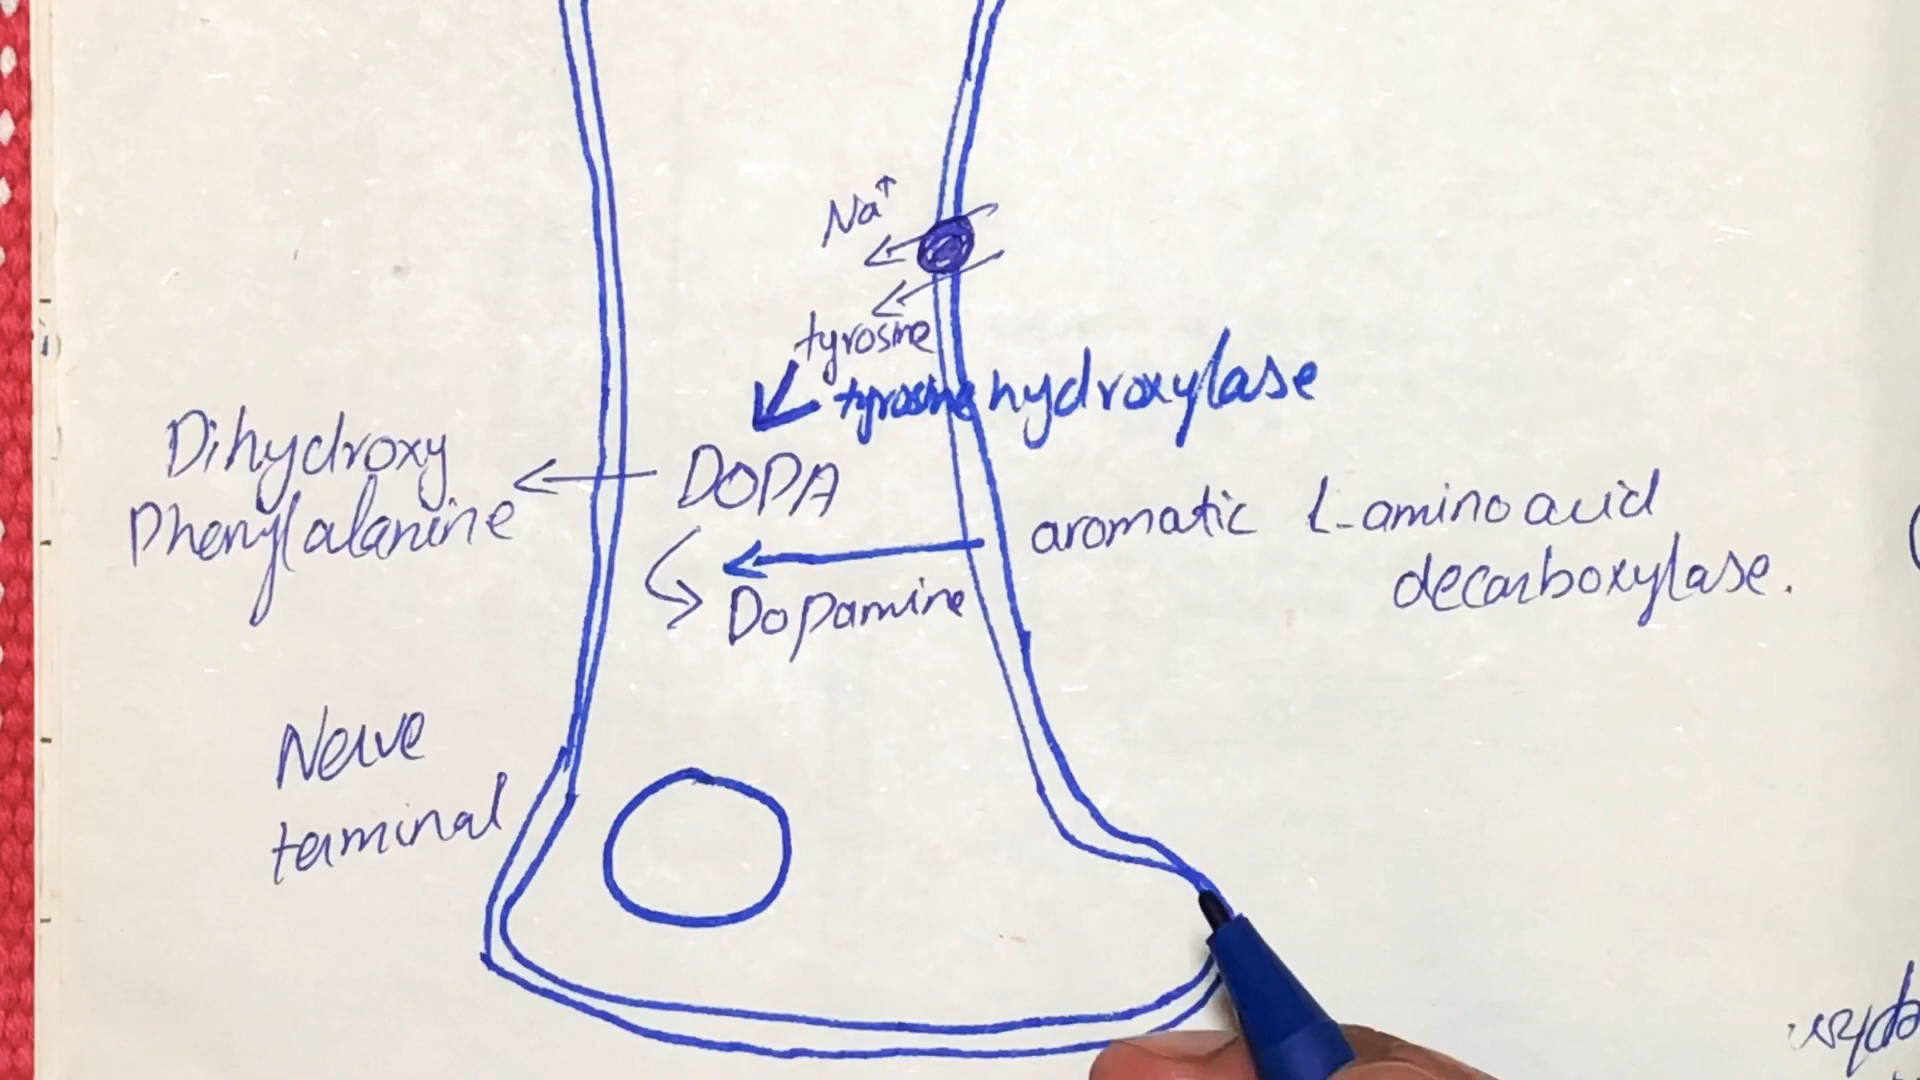 Na+
tyrosine
tyrosine hydroxylase
Dihydroxy
Phenylalanine
DOPA
aromatic L-amino acid
decarboxylase.
Dopamine
Nerve
terminal